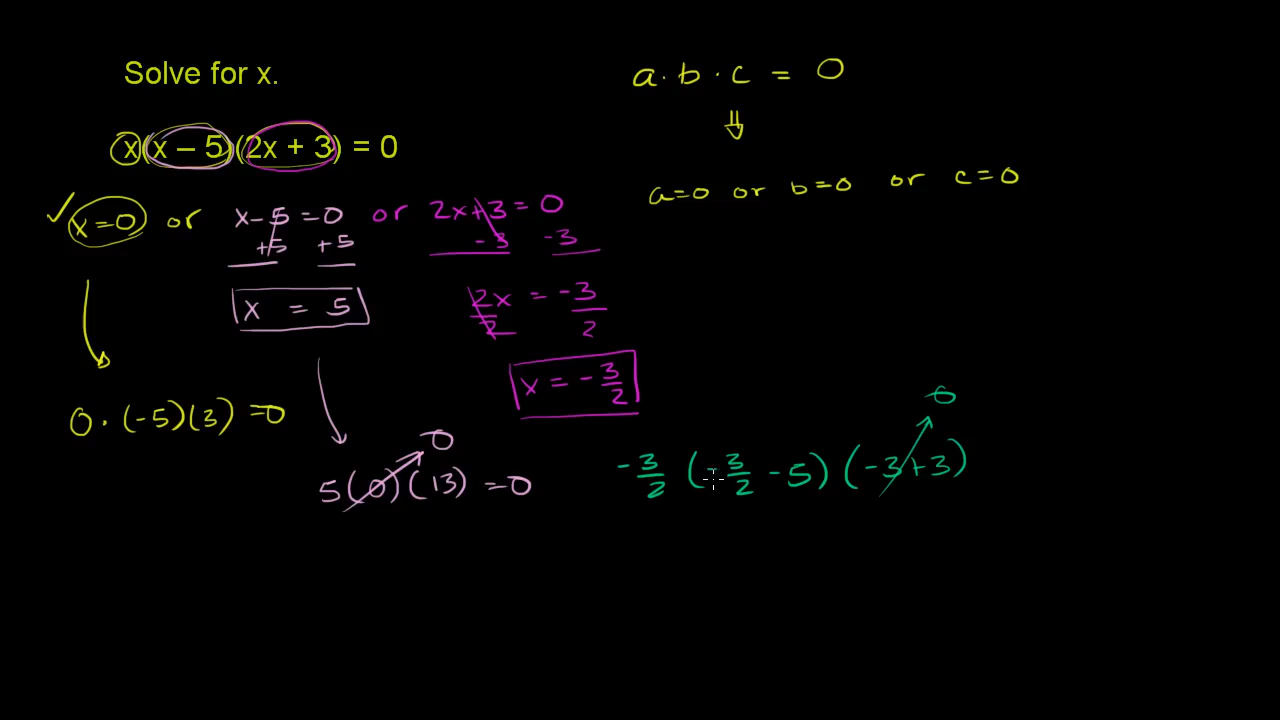 Solve for x.
x(x – 5)(2x + 3) = 0
x=0 or x-5=0 or 2x+3=0
+5 +5 -3 -3
x = 5
2x = -3
2 2
x = -3/2
0·(-5)(3)=0
0
5(0)(13)=0
a·b·c = 0
⇓
a=0 or b=0 or c=0
0
-3/2 (-3/2 -5)(-3+3)